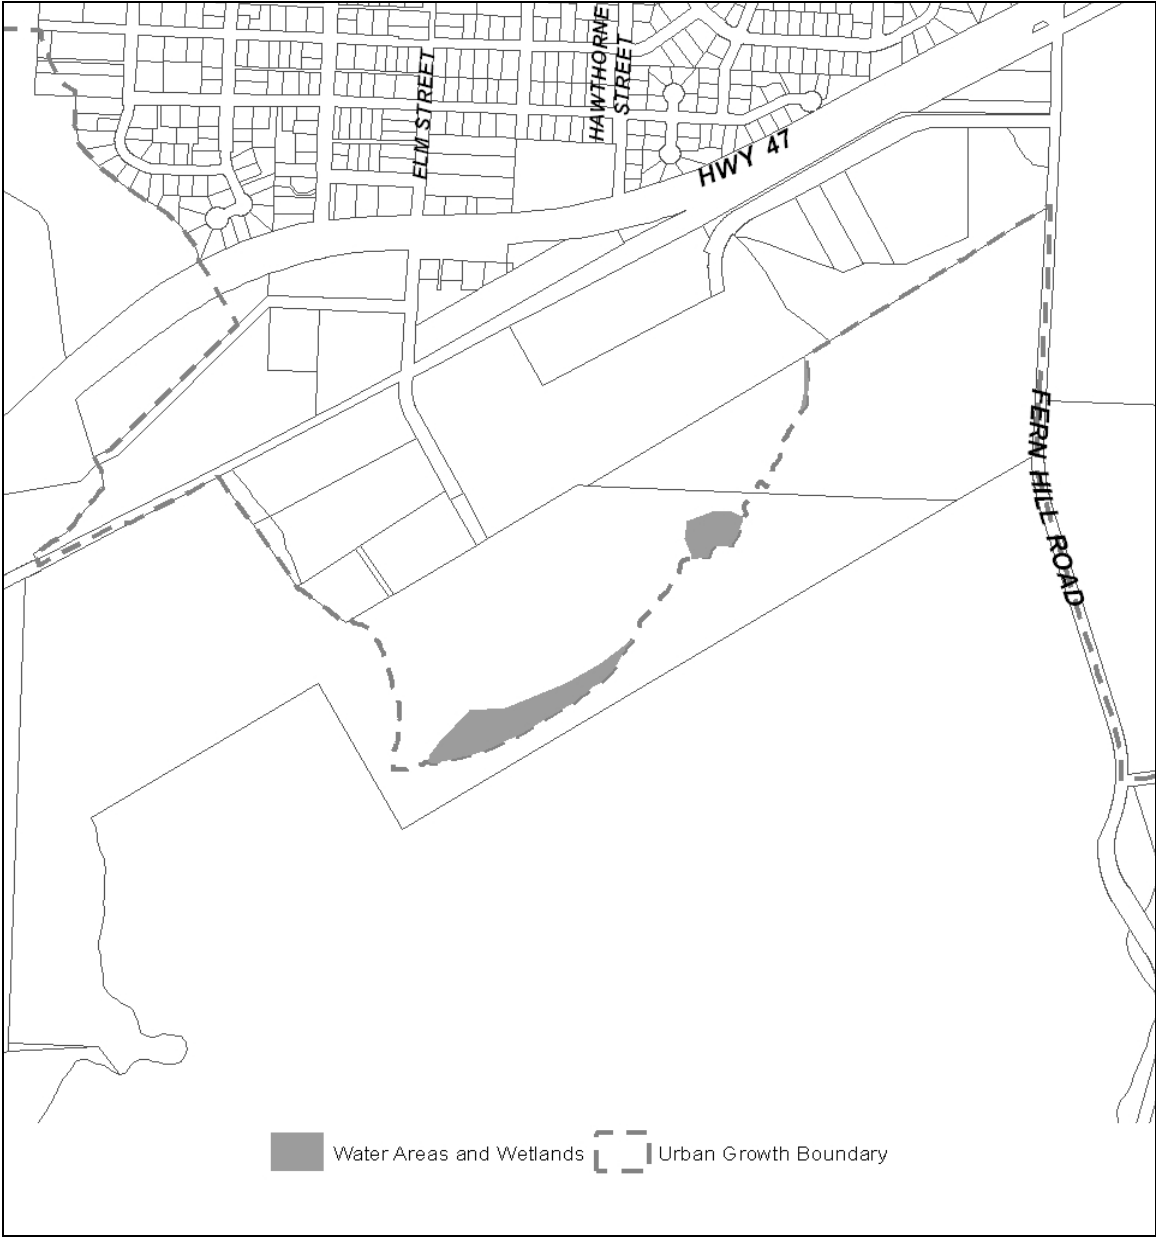 HAWTHORNE
STREET
ELM STREET
HWY 47
FERN HILL ROAD
Water Areas and Wetlands
Urban Growth Boundary